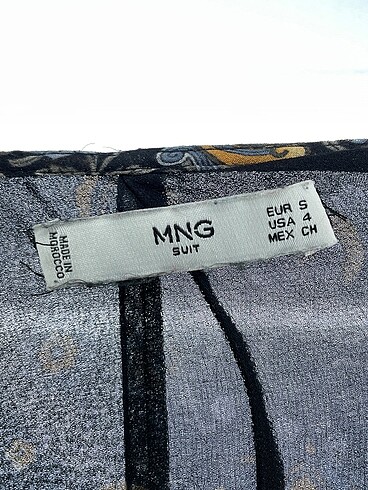 MADE IN
MOROCCO
MNG
SUIT
EUR S
USA 4
MEX CH